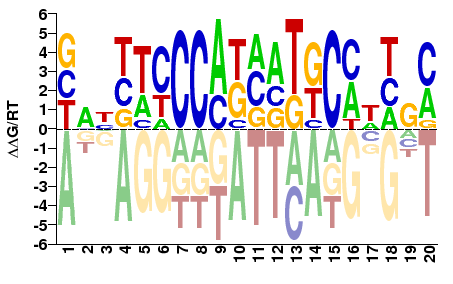 ΔΔG/RT
6
5
4
3
2
1
0
-1
-2
-3
-4
-5
-6
G C T A
A G T
T C G
T C G A
T A C G
C T A G
C A G T
C A G T
A C G T
T G C A
A C G T
A C G T
T G A C
G T C A
C A G T
C A T G
T A C G
T C A G
G A C T
C A G T
1 2 3 4 5 6 7 8 9 10 11 12 13 14 15 16 17 18 19 20